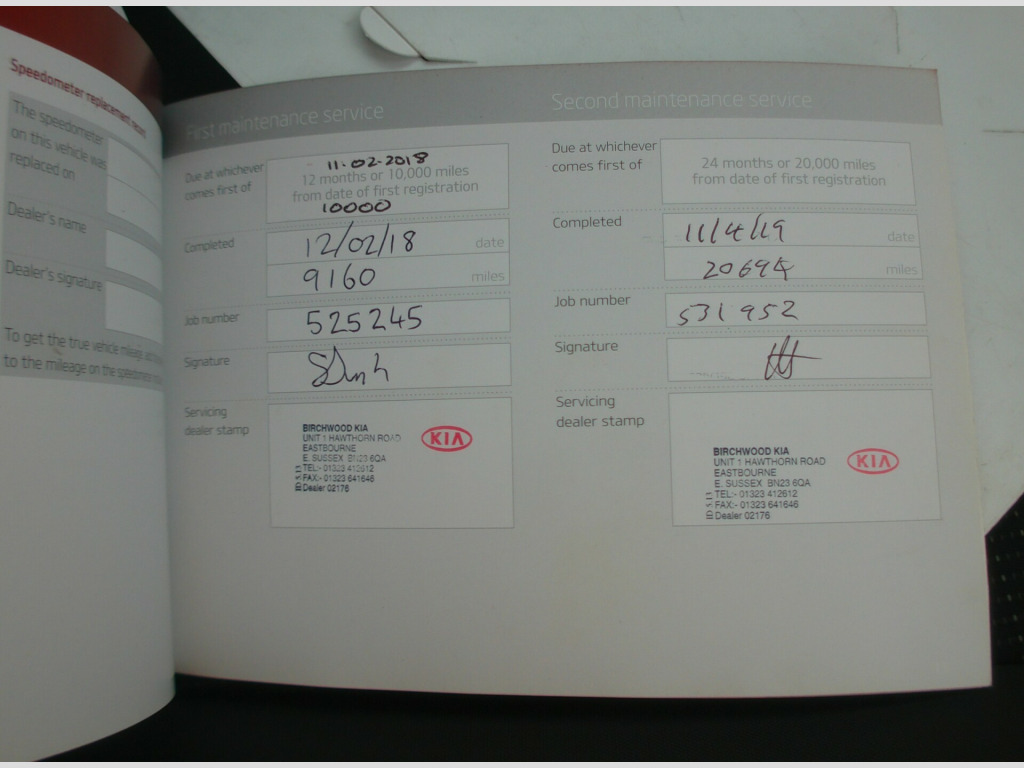 Speedometer replacement record
The speedometer
on this vehicle was
replaced on
Dealer's name
Dealer's signature
To get the true vehicle mileage, add
to the mileage on the speedometer
First maintenance service
Due at whichever
comes first of
11.02.2018
12 months or 10,000 miles
from date of first registration
10000
Completed
12/02/18 date
9160 miles
Job number
525245
Signature
Servicing
dealer stamp
BIRCHWOOD KIA
UNIT 1 HAWTHORN ROAD
EASTBOURNE
E. SUSSEX BN23 6QA
TEL:- 01323 412612
FAX:- 01323 641646
Dealer 02176
KIA
Second maintenance service
Due at whichever
comes first of
24 months or 20,000 miles
from date of first registration
Completed
11/4/19 date
20694 miles
Job number
531952
Signature
Servicing
dealer stamp
BIRCHWOOD KIA
UNIT 1 HAWTHORN ROAD
EASTBOURNE
E. SUSSEX BN23 6QA
TEL:- 01323 412612
FAX:- 01323 641646
Dealer 02176
KIA